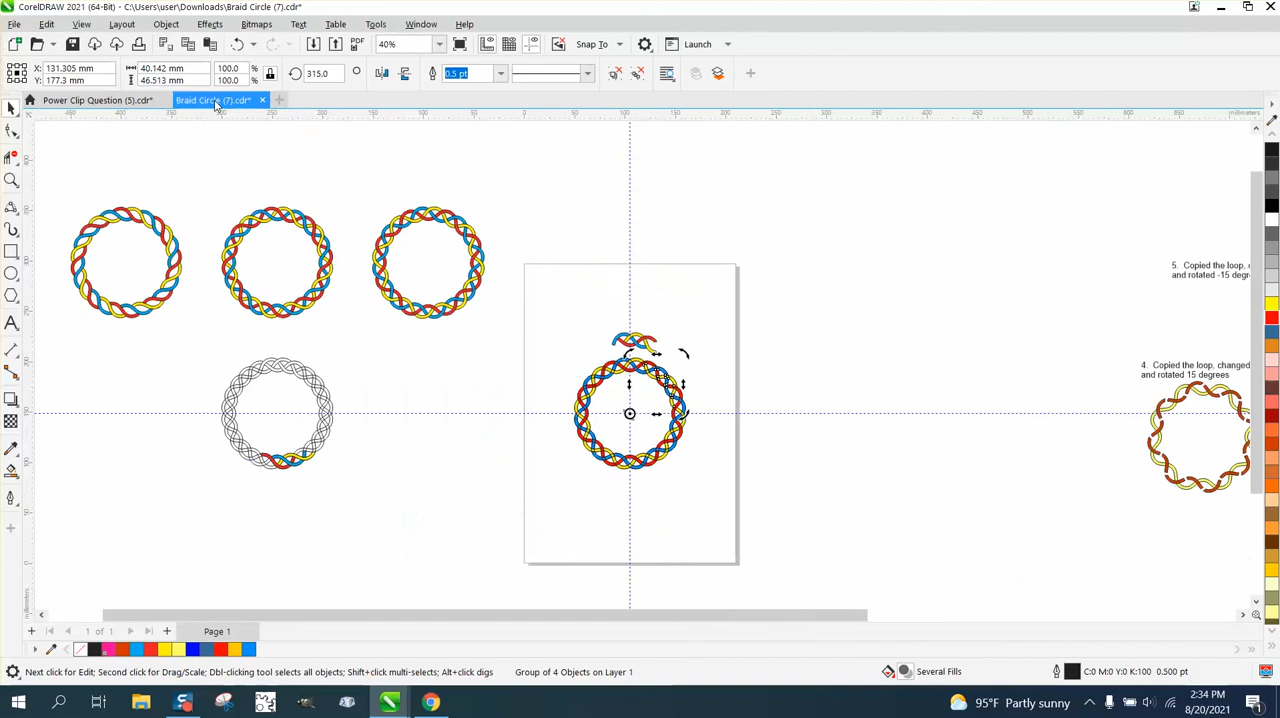 CorelDRAW 2021 (64-Bit) - C:\Users\user\Downloads\Braid Circle (7).cdr*
File Edit View Layout Object Effects Bitmaps Text Table Tools Window Help
PDF 40% Snap To Launch
X: 131.305 mm 40.142 mm 100.0 %
Y: 177.3 mm 46.513 mm 100.0 %
315.0 ° 0.5 pt
Power Clip Question (5).cdr* Braid Circle (7).cdr*
millimeters
5. Copied the loop,
and rotated -15 degr
4. Copied the loop, changed
and rotated 15 degrees
1 of 1 Page 1
Next click for Edit; Second click for Drag/Scale; Dbl-clicking tool selects all objects; Shift+click multi-selects; Alt+click digs Group of 4 Objects on Layer 1 Several Fills C:0 M:0 Y:0 K:100 0.500 pt
95°F Partly sunny
2:34 PM
8/20/2021